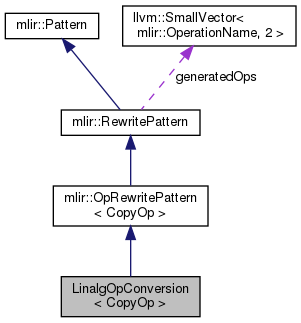 mlir::Pattern
llvm::SmallVector<
mlir::OperationName, 2 >
generatedOps
mlir::RewritePattern
mlir::OpRewritePattern
< CopyOp >
LinalgOpConversion
< CopyOp >